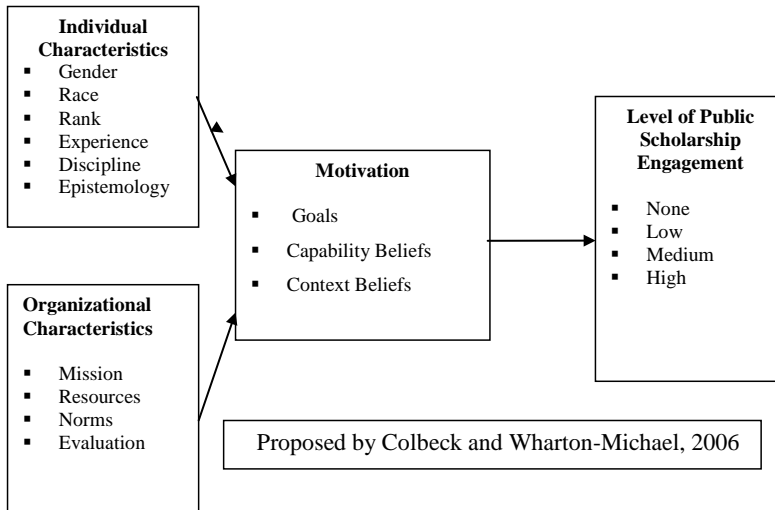 Individual
Characteristics
▪ Gender
▪ Race
▪ Rank
▪ Experience
▪ Discipline
▪ Epistemology
Organizational
Characteristics
▪ Mission
▪ Resources
▪ Norms
▪ Evaluation
Motivation
▪ Goals
▪ Capability Beliefs
▪ Context Beliefs
Level of Public
Scholarship
Engagement
▪ None
▪ Low
▪ Medium
▪ High
Proposed by Colbeck and Wharton-Michael, 2006